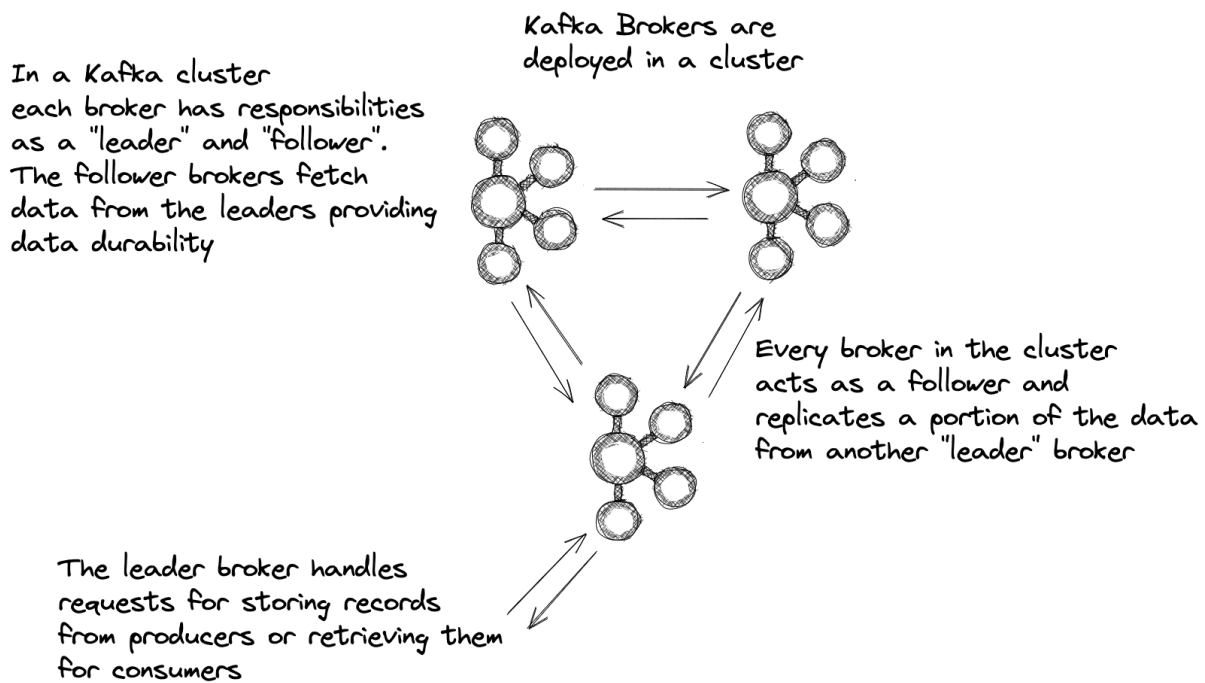 Kafka Brokers are
deployed in a cluster
In a Kafka cluster
each broker has responsibilities
as a "leader" and "follower".
The follower brokers fetch
data from the leaders providing
data durability
Every broker in the cluster
acts as a follower and
replicates a portion of the data
from another "leader" broker
The leader broker handles
requests for storing records
from producers or retrieving them
for consumers